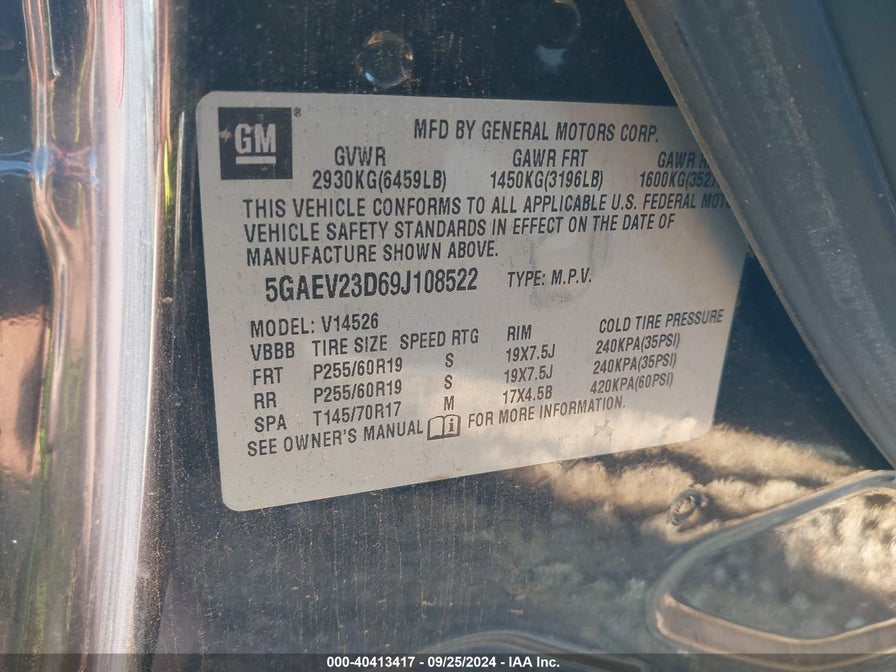 GM ®
MFD BY GENERAL MOTORS CORP.
GVWR GAWR FRT GAWR
2930KG(6459LB) 1450KG(3196LB) 1600KG(
THIS VEHICLE CONFORMS TO ALL APPLICABLE U.S. FEDERAL
VEHICLE SAFETY STANDARDS IN EFFECT ON THE DATE OF
MANUFACTURE SHOWN ABOVE.
5GAEV23D69J108522 TYPE: M.P.V.
MODEL: V14526
VBBB TIRE SIZE SPEED RTG RIM COLD TIRE PRESSURE
FRT P255/60R19 S 19X7.5J 240KPA(35PSI)
RR P255/60R19 S 19X7.5J 240KPA(35PSI)
SPA T145/70R17 M 17X4.5B 420KPA(60PSI)
SEE OWNER'S MANUAL FOR MORE INFORMATION.
000-40413417 - 09/25/2024 - IAA Inc.